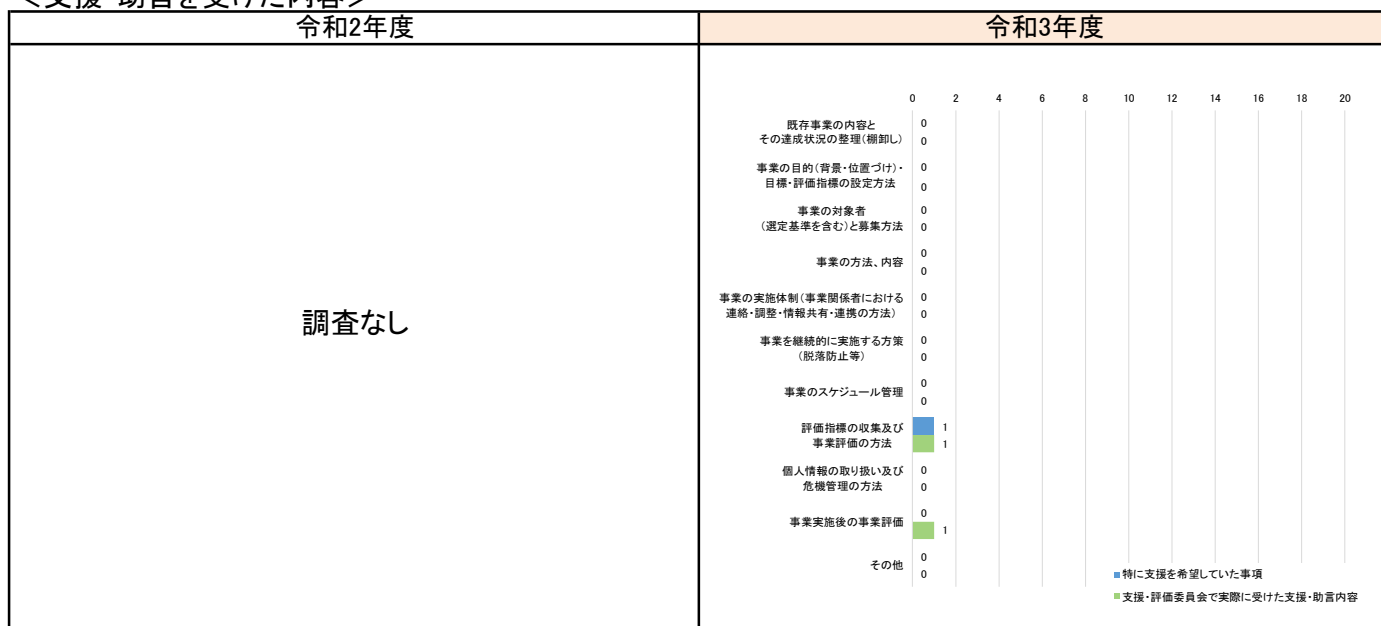 ＜支援・助言を受けた内容＞
令和2年度
令和3年度
調査なし
0 2 4 6 8 10 12 14 16 18 20
既存事業の内容と
その達成状況の整理(棚卸し)
0
0
事業の目的(背景・位置づけ)・
目標・評価指標の設定方法
0
0
事業の対象者
(選定基準を含む)と募集方法
0
0
事業の方法、内容
0
0
事業の実施体制(事業関係者における
連絡・調整・情報共有・連携の方法)
0
0
事業を継続的に実施する方策
(脱落防止等)
0
0
事業のスケジュール管理
0
0
評価指標の収集及び
事業評価の方法
1
1
個人情報の取り扱い及び
危機管理の方法
0
0
事業実施後の事業評価
0
1
その他
0
0
特に支援を希望していた事項
支援・評価委員会で実際に受けた支援・助言内容